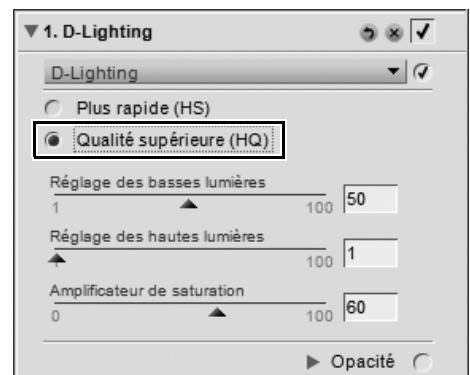 1. D-Lighting
D-Lighting
Plus rapide (HS)
Qualité supérieure (HQ)
Réglage des basses lumières
1 100 50
Réglage des hautes lumières
1 100 1
Amplificateur de saturation
0 100 60
Opacité